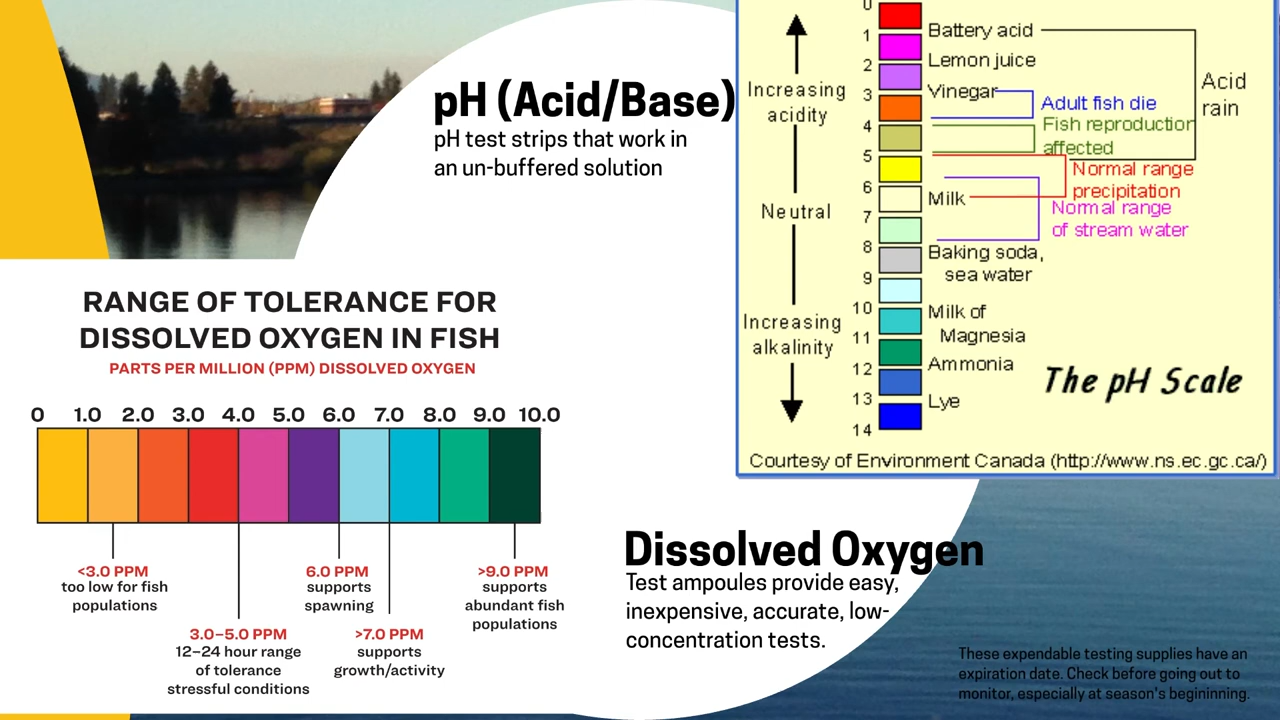 pH (Acid/Base)
pH test strips that work in
an un-buffered solution
0
1
2
3
4
5
6
7
8
9
10
11
12
13
14
Increasing
acidity
Neutral
Increasing
alkalinity
Battery acid
Lemon juice
Vinegar
Adult fish die
Fish reproduction
affected
Acid
rain
Normal range
precipitation
Milk
Normal range
of stream water
Baking soda,
sea water
Milk of
Magnesia
Ammonia
Lye
The pH Scale
Courtesy of Environment Canada (http://www.ns.ec.gc.ca/)
RANGE OF TOLERANCE FOR
DISSOLVED OXYGEN IN FISH
PARTS PER MILLION (PPM) DISSOLVED OXYGEN
0 1.0 2.0 3.0 4.0 5.0 6.0 7.0 8.0 9.0 10.0
<3.0 PPM
too low for fish
populations
3.0–5.0 PPM
12–24 hour range
of tolerance
stressful conditions
6.0 PPM
supports
spawning
>7.0 PPM
supports
growth/activity
>9.0 PPM
supports
abundant fish
populations
Dissolved Oxygen
Test ampoules provide easy,
inexpensive, accurate, low-
concentration tests.
These expendable testing supplies have an
expiration date. Check before going out to
monitor, especially at season's begininning.